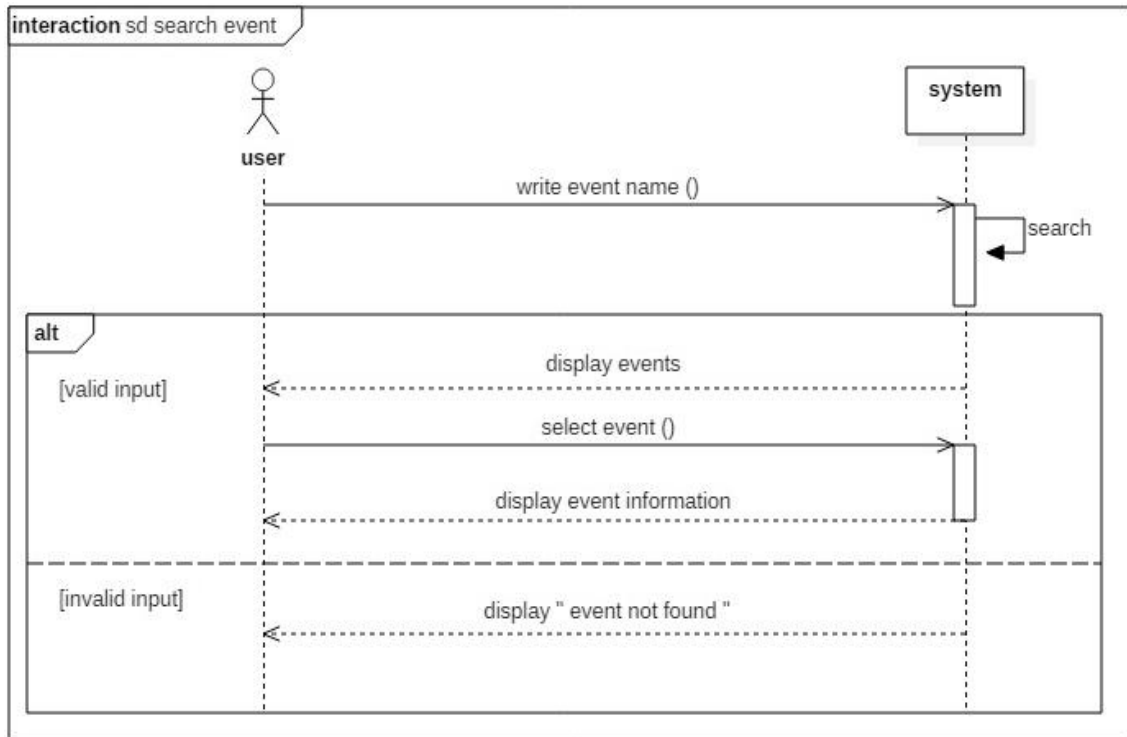 interaction sd search event
system
user
write event name ()
search
alt
display events
[valid input]
select event ()
display event information
[invalid input]
display " event not found "